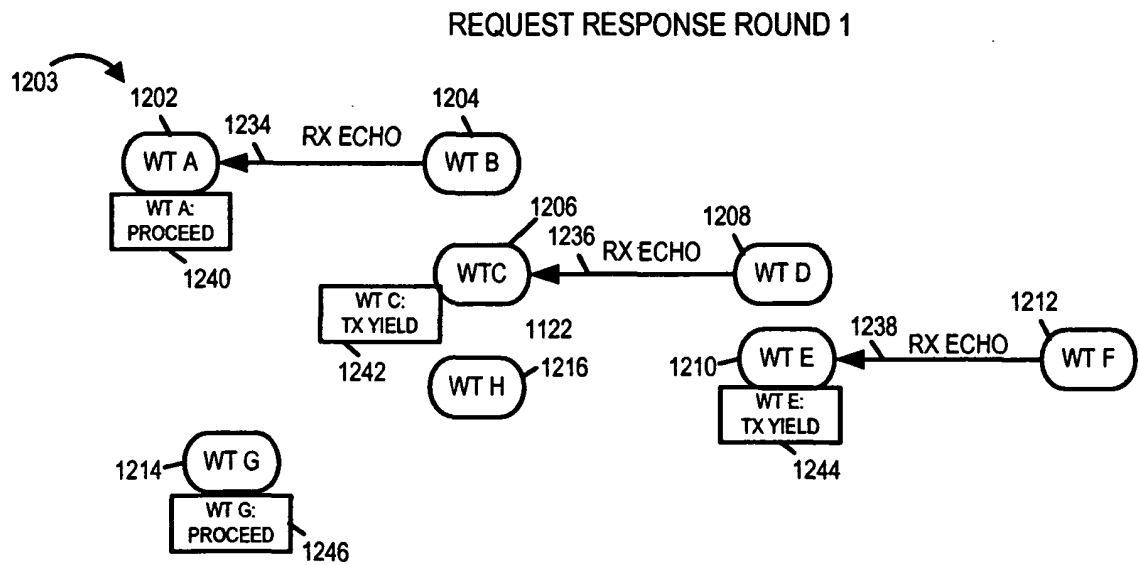 REQUEST RESPONSE ROUND 1
1203
1202
1234
RX ECHO
1204
WT A
WT B
WT A:
PROCEED
1240
1206
1236
RX ECHO
1208
WTC
WT D
WT C:
TX YIELD
1242
1122
WT H
1216
1210
WT E
1238
RX ECHO
1212
WT F
WT E:
TX YIELD
1244
1214
WT G
WT G:
PROCEED
1246